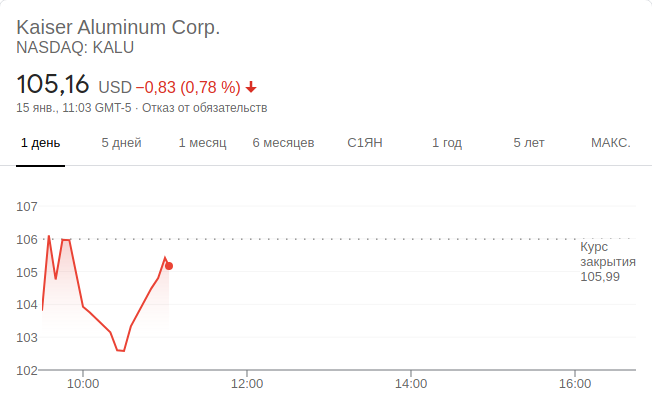 Kaiser Aluminum Corp.
NASDAQ: KALU
105,16 USD −0,83 (0,78 %)
15 янв., 11:03 GMT-5 · Отказ от обязательств
1 день 5 дней 1 месяц 6 месяцев С1ЯН 1 год 5 лет МАКС.
107
106
Курс
закрытия
105,99
105
104
103
102
10:00 12:00 14:00 16:00